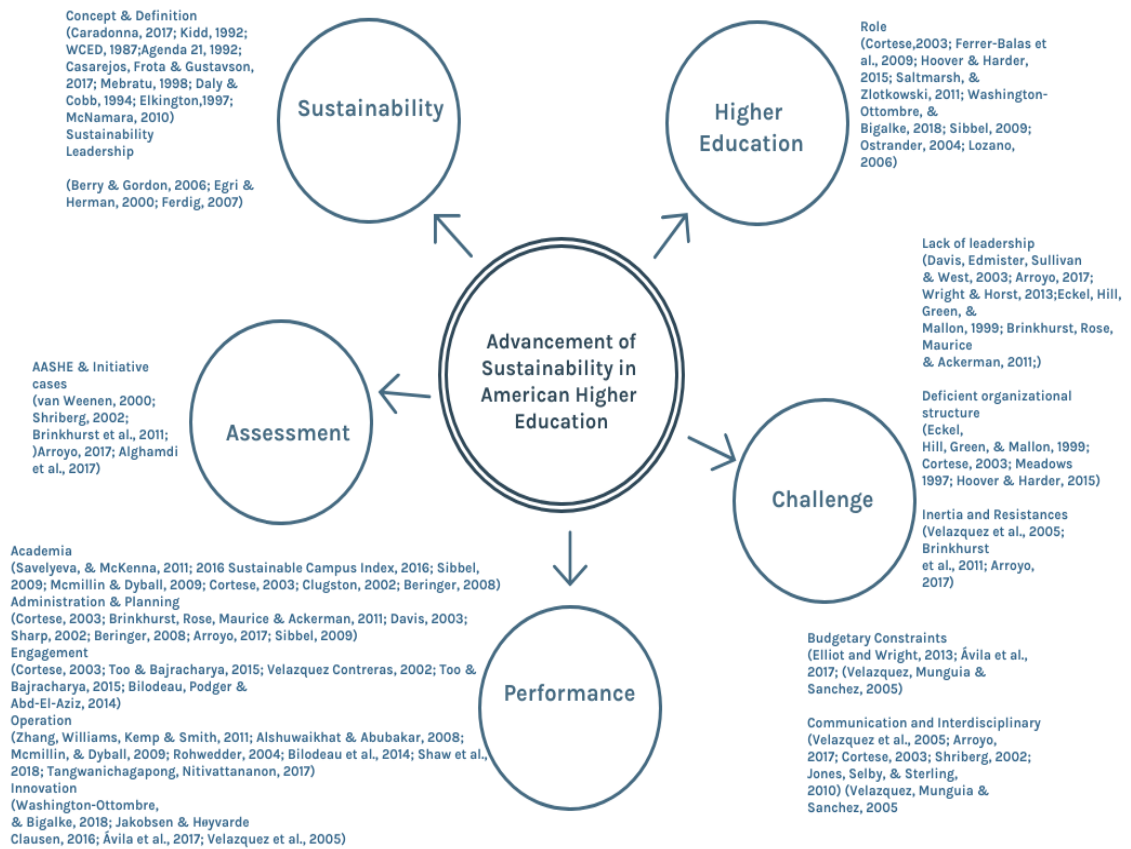 Concept & Definition
(Caradonna, 2017; Kidd, 1992;
WCED, 1987;Agenda 21, 1992;
Casarejos, Frota & Gustavson,
2017; Mebratu, 1998; Daly &
Cobb, 1994; Elkington,1997;
McNamara, 2010)
Sustainability
Leadership
(Berry & Gordon, 2006; Egri &
Herman, 2000; Ferdig, 2007)
Sustainability
Higher
Education
Role
(Cortese,2003; Ferrer-Balas et
al., 2009; Hoover & Harder,
2015; Saltmarsh, &
Zlotkowski, 2011; Washington-
Ottombre, &
Bigalke, 2018; Sibbel, 2009;
Ostrander, 2004; Lozano,
2006)
Advancement of
Sustainability in
American Higher
Education
AASHE & Initiative
cases
(van Weenen, 2000;
Shriberg, 2002;
Brinkhurst et al., 2011;
)Arroyo, 2017; Alghamdi
et al., 2017)
Assessment
Challenge
Lack of leadership
(Davis, Edmister, Sullivan
& West, 2003; Arroyo, 2017;
Wright & Horst, 2013;Eckel, Hill,
Green, &
Mallon, 1999; Brinkhurst, Rose,
Maurice
& Ackerman, 2011;)
Deficient organizational
structure
(Eckel,
Hill, Green, & Mallon, 1999;
Cortese, 2003; Meadows
1997; Hoover & Harder, 2015)
Inertia and Resistances
(Velazquez et al., 2005;
Brinkhurst
et al., 2011; Arroyo,
2017)
Budgetary Constraints
(Elliot and Wright, 2013; Ávila et al.,
2017; (Velazquez, Munguia &
Sanchez, 2005)
Communication and Interdisciplinary
(Velazquez et al., 2005; Arroyo,
2017; Cortese, 2003; Shriberg, 2002;
Jones, Selby, & Sterling,
2010) (Velazquez, Munguia &
Sanchez, 2005
Academia
(Savelyeva, & McKenna, 2011; 2016 Sustainable Campus Index, 2016; Sibbel,
2009; Mcmillin & Dyball, 2009; Cortese, 2003; Clugston, 2002; Beringer, 2008)
Administration & Planning
(Cortese, 2003; Brinkhurst, Rose, Maurice & Ackerman, 2011; Davis, 2003;
Sharp, 2002; Beringer, 2008; Arroyo, 2017; Sibbel, 2009)
Engagement
(Cortese, 2003; Too & Bajracharya, 2015; Velazquez Contreras, 2002; Too &
Bajracharya, 2015; Bilodeau, Podger &
Abd-El-Aziz, 2014)
Operation
(Zhang, Williams, Kemp & Smith, 2011; Alshuwaikhat & Abubakar, 2008;
Mcmillin, & Dyball, 2009; Rohwedder, 2004; Bilodeau et al., 2014; Shaw et al.,
2018; Tangwanichagapong, Nitivattananon, 2017)
Innovation
(Washington-Ottombre,
& Bigalke, 2018; Jakobsen & Høyvarde
Clausen, 2016; Ávila et al., 2017; Velazquez et al., 2005)
Performance